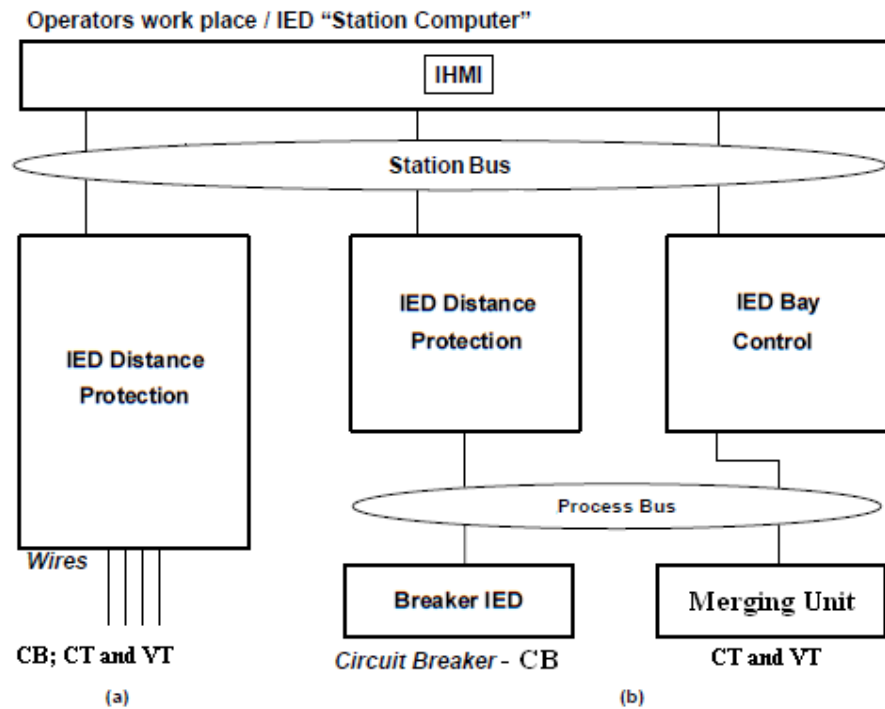 Operators work place / IED “Station Computer”
IHMI
Station Bus
IED Distance
Protection
IED Distance
Protection
IED Bay
Control
Process Bus
Wires
Breaker IED
Merging Unit
CB; CT and VT
Circuit Breaker - CB
CT and VT
(a)
(b)